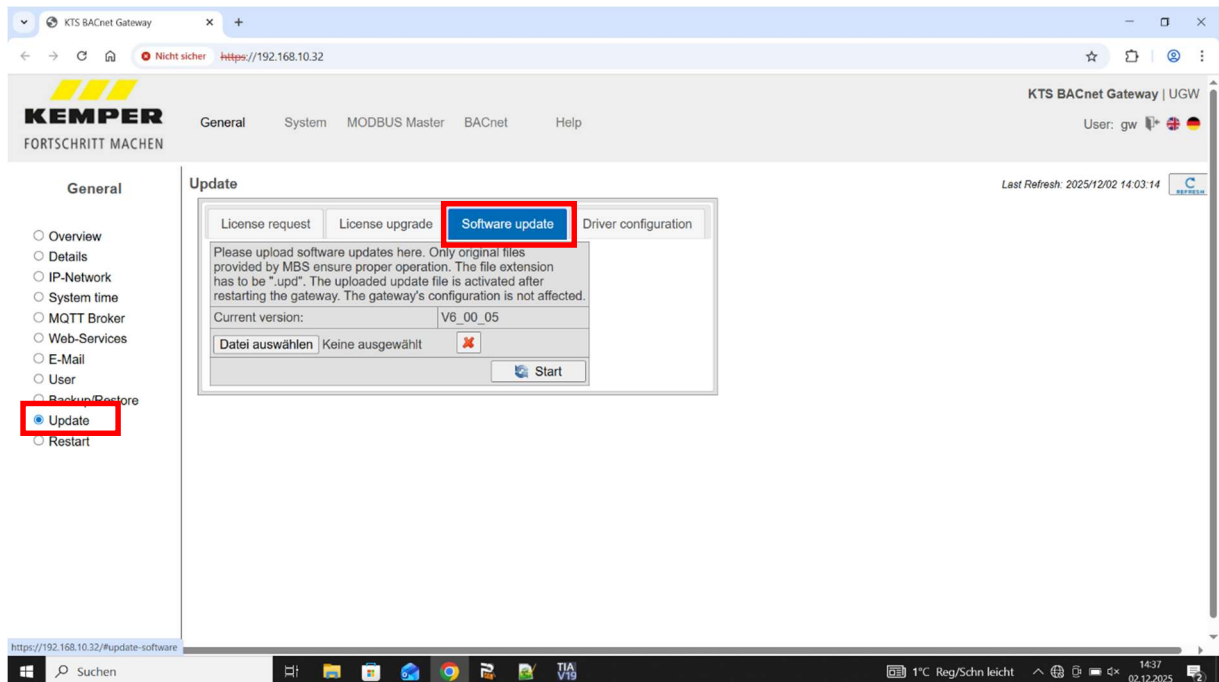 KTS BACnet Gateway
Nicht sicher https://192.168.10.32
KTS BACnet Gateway | UGW
KEMPER
FORTSCHRITT MACHEN
General System MODBUS Master BACnet Help
User: gw
General
Update
Last Refresh: 2025/12/02 14:03:14
REFRESH
License request License upgrade Software update Driver configuration
Overview
Details
IP-Network
System time
MQTT Broker
Web-Services
E-Mail
User
Backup/Restore
Update
Restart
Please upload software updates here. Only original files
provided by MBS ensure proper operation. The file extension
has to be ".upd". The uploaded update file is activated after
restarting the gateway. The gateway's configuration is not affected.
Current version: V6_00_05
Datei auswählen Keine ausgewählt
Start
https://192.168.10.32/#update-software
Suchen
TIA
V19
1°C Reg/Schn leicht
14:37
02.12.2025
2